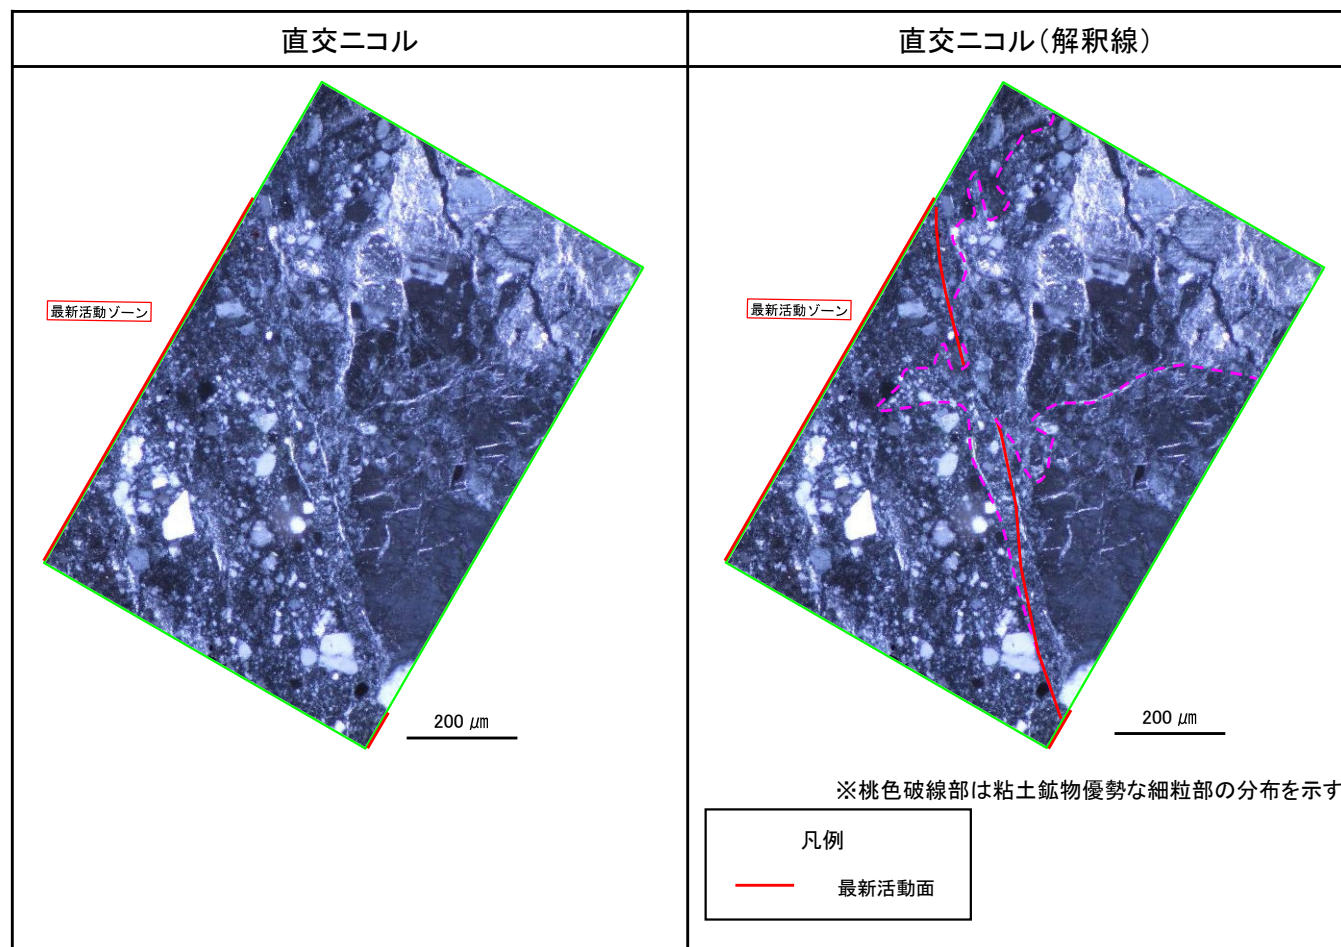 直交ニコル
直交ニコル(解釈線)
最新活動ゾーン
最新活動ゾーン
200 μm
200 μm
※桃色破線部は粘土鉱物優勢な細粒部の分布を示す
凡例
最新活動面